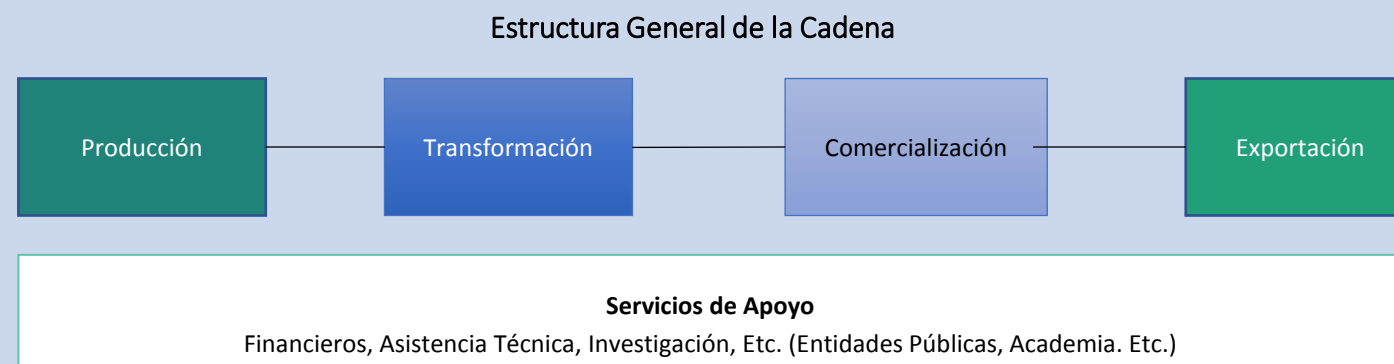 Estructura General de la Cadena
Producción
Transformación
Comercialización
Exportación
Servicios de Apoyo
Financieros, Asistencia Técnica, Investigación, Etc. (Entidades Públicas, Academia. Etc.)